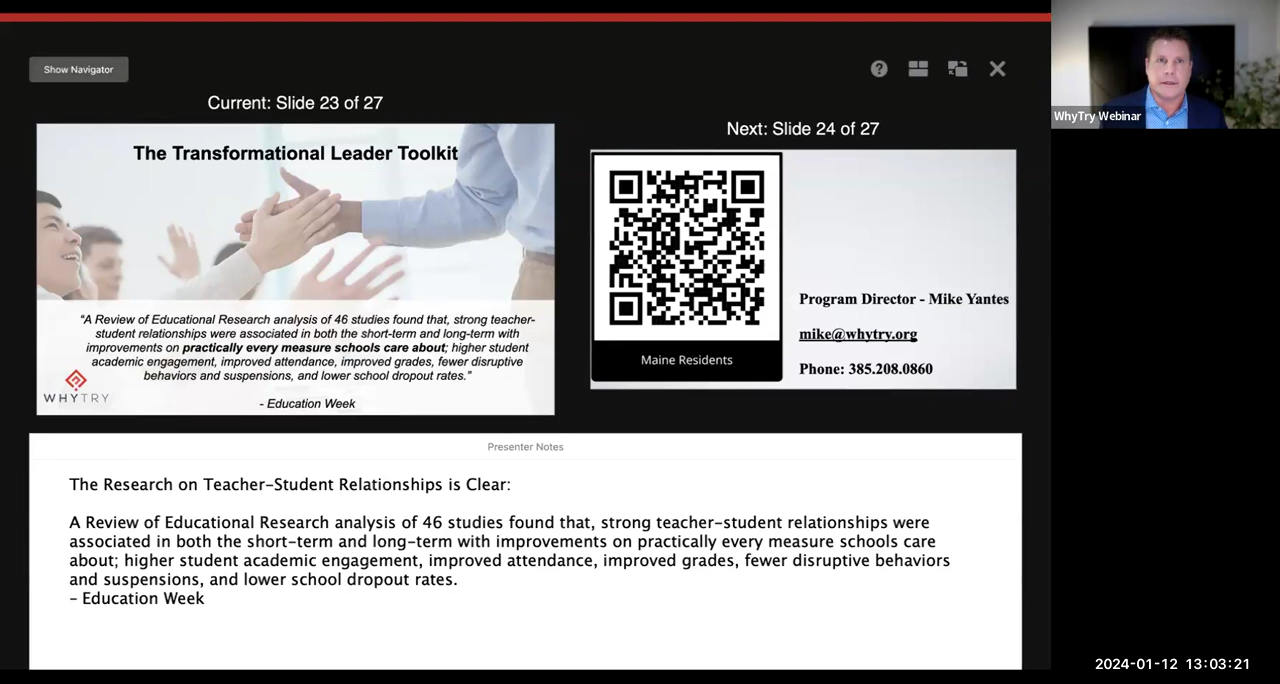 Show Navigator
Current: Slide 23 of 27
The Transformational Leader Toolkit
"A Review of Educational Research analysis of 46 studies found that, strong teacher-
student relationships were associated in both the short-term and long-term with
improvements on practically every measure schools care about; higher student
academic engagement, improved attendance, improved grades, fewer disruptive
behaviors and suspensions, and lower school dropout rates."
- Education Week
WHYTRY
Next: Slide 24 of 27
Maine Residents
Program Director - Mike Yantes
mike@whytry.org
Phone: 385.208.0860
WhyTry Webinar
Presenter Notes
The Research on Teacher-Student Relationships is Clear:
A Review of Educational Research analysis of 46 studies found that, strong teacher-student relationships were
associated in both the short-term and long-term with improvements on practically every measure schools care
about; higher student academic engagement, improved attendance, improved grades, fewer disruptive behaviors
and suspensions, and lower school dropout rates.
– Education Week
2024-01-12 13:03:21